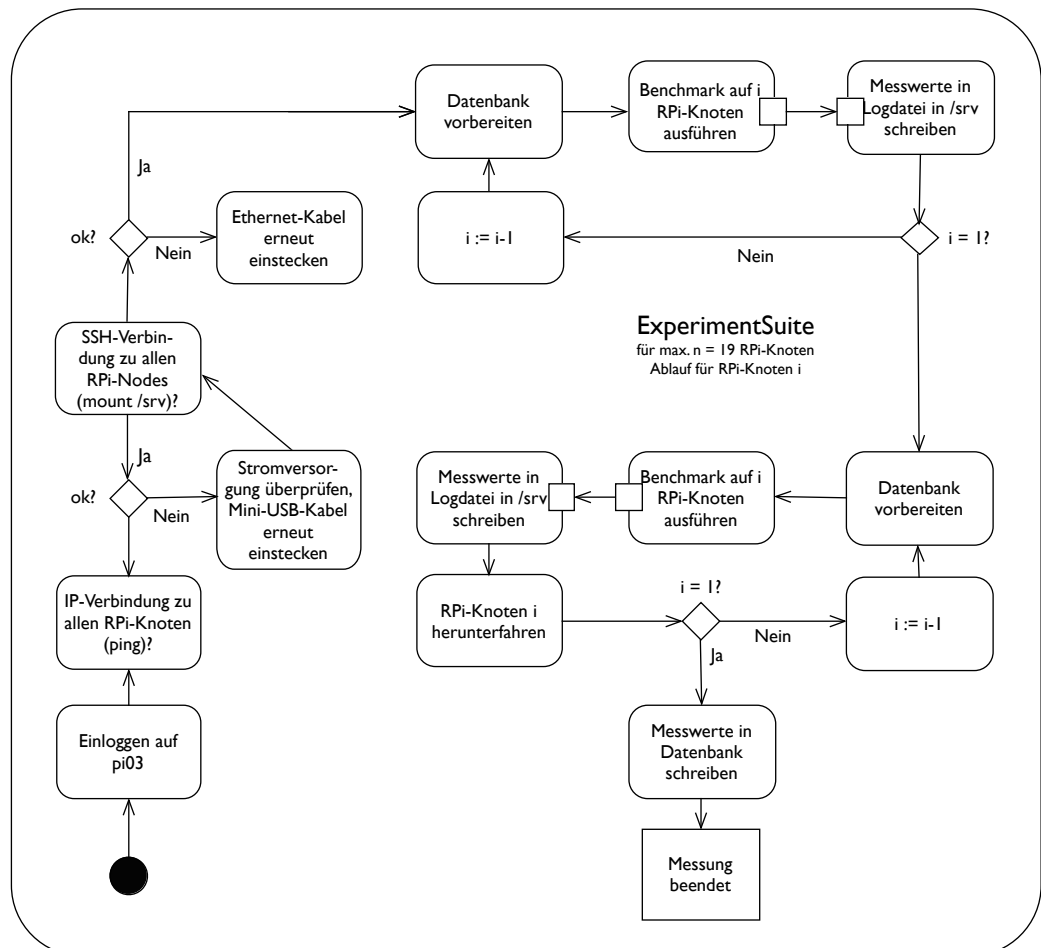 Datenbank
vorbereiten
Benchmark auf i
RPi-Knoten
ausführen
Messwerte in
Logdatei in /srv
schreiben
Ja
ok?
Nein
Ethernet-Kabel
erneut
einstecken
i := i-1
Nein
i = 1?
SSH-Verbin-
dung zu allen
RPi-Nodes
(mount /srv)?
ExperimentSuite
für max. n = 19 RPi-Knoten
Ablauf für RPi-Knoten i
Ja
ok?
Nein
Stromversor-
gung überprüfen,
Mini-USB-Kabel
erneut
einstecken
Messwerte in
Logdatei in /srv
schreiben
Benchmark auf i
RPi-Knoten
ausführen
Datenbank
vorbereiten
IP-Verbindung zu
allen RPi-Knoten
(ping)?
RPi-Knoten i
herunterfahren
i = 1?
Nein
Ja
i := i-1
Einloggen auf
pi03
Messwerte in
Datenbank
schreiben
Messung
beendet